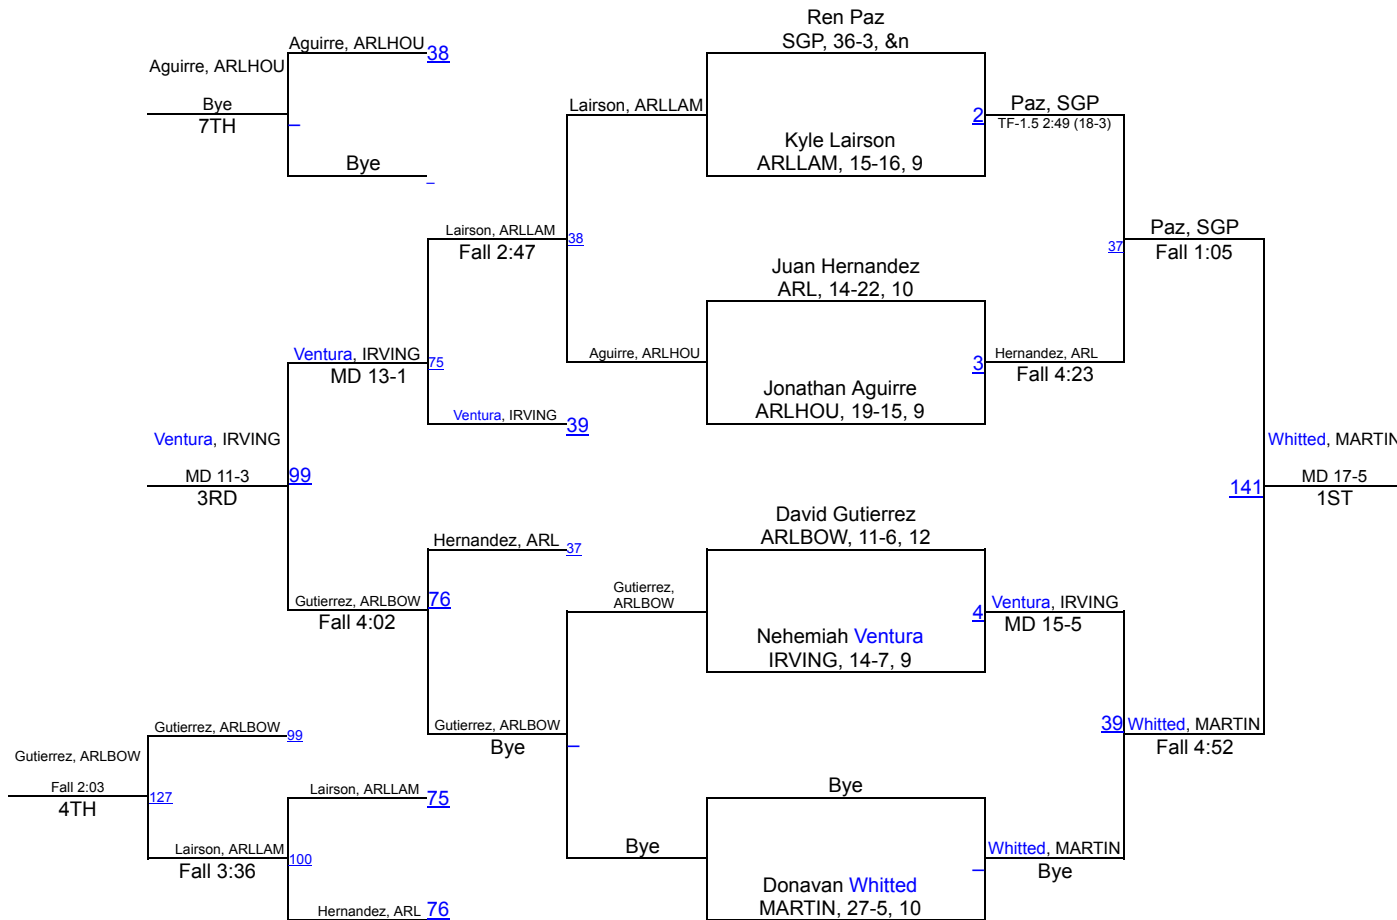 Ren Paz
SGP, 36-3, &n
Aguirre, ARLHOU 38
Aguirre, ARLHOU
Bye
7TH
–
Bye
–
Lairson, ARLLAM
2
Paz, SGP
TF-1.5 2:49 (18-3)
Kyle Lairson
ARLLAM, 15-16, 9
Lairson, ARLLAM
Fall 2:47
38
37
Paz, SGP
Fall 1:05
Juan Hernandez
ARL, 14-22, 10
Ventura, IRVING
MD 13-1
75
Aguirre, ARLHOU
3
Hernandez, ARL
Fall 4:23
Jonathan Aguirre
ARLHOU, 19-15, 9
Ventura, IRVING 39
Ventura, IRVING
MD 11-3
3RD
99
Whitted, MARTIN
141
MD 17-5
1ST
David Gutierrez
ARLBOW, 11-6, 12
Hernandez, ARL 37
Gutierrez, ARLBOW
Fall 4:02
76
Gutierrez,
ARLBOW
4
Ventura, IRVING
MD 15-5
Nehemiah Ventura
IRVING, 14-7, 9
Gutierrez, ARLBOW 99
Gutierrez, ARLBOW
Bye
–
39
Whitted, MARTIN
Fall 4:52
Gutierrez, ARLBOW
Fall 2:03
4TH
127
Lairson, ARLLAM 75
Bye
Lairson, ARLLAM
Fall 3:36
100
Bye
–
Whitted, MARTIN
Bye
Donavan Whitted
MARTIN, 27-5, 10
Hernandez, ARL 76